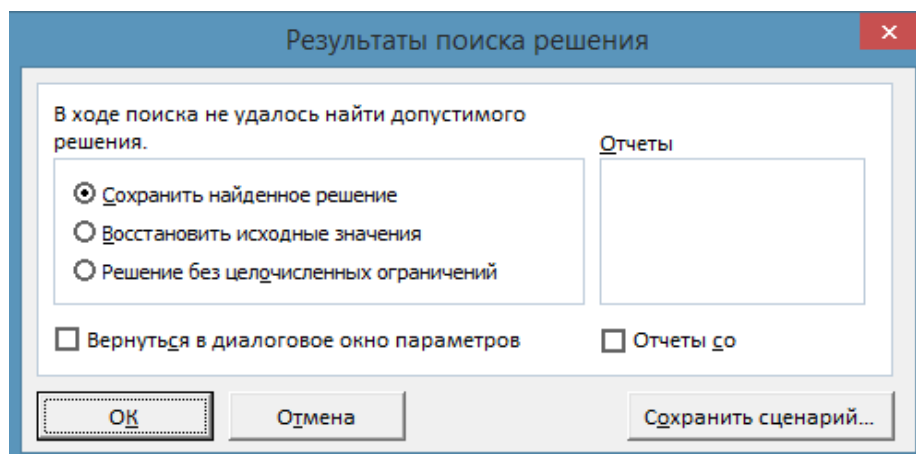 Результаты поиска решения
В ходе поиска не удалось найти допустимого
решения.
Отчеты
Сохранить найденное решение
Восстановить исходные значения
Решение без целочисленных ограничений
Вернуться в диалоговое окно параметров
Отчеты со
ОК
Отмена
Сохранить сценарий...